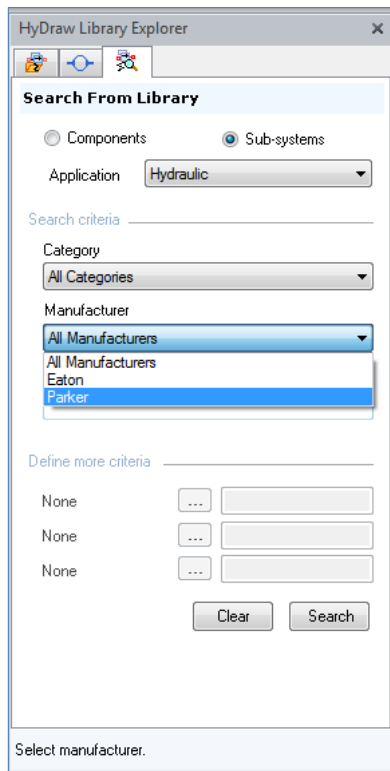 HyDraw Library Explorer
Search From Library
Components Sub-systems
Application Hydraulic
Search criteria
Category
All Categories
Manufacturer
All Manufacturers
All Manufacturers
Eaton
Parker
Define more criteria
None ...
None ...
None ...
Clear Search
Select manufacturer.